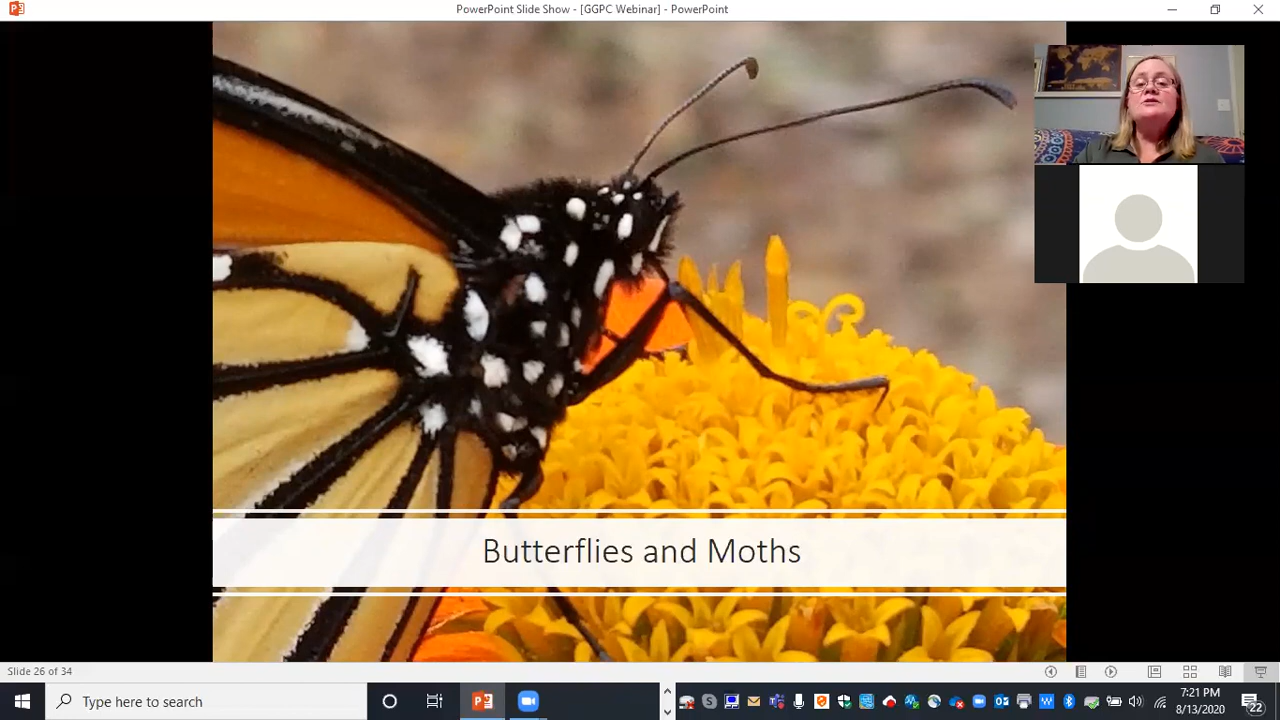 PowerPoint Slide Show - [GGPC Webinar] - PowerPoint
Butterflies and Moths
Slide 26 of 34
Type here to search
7:21 PM
8/13/2020
22